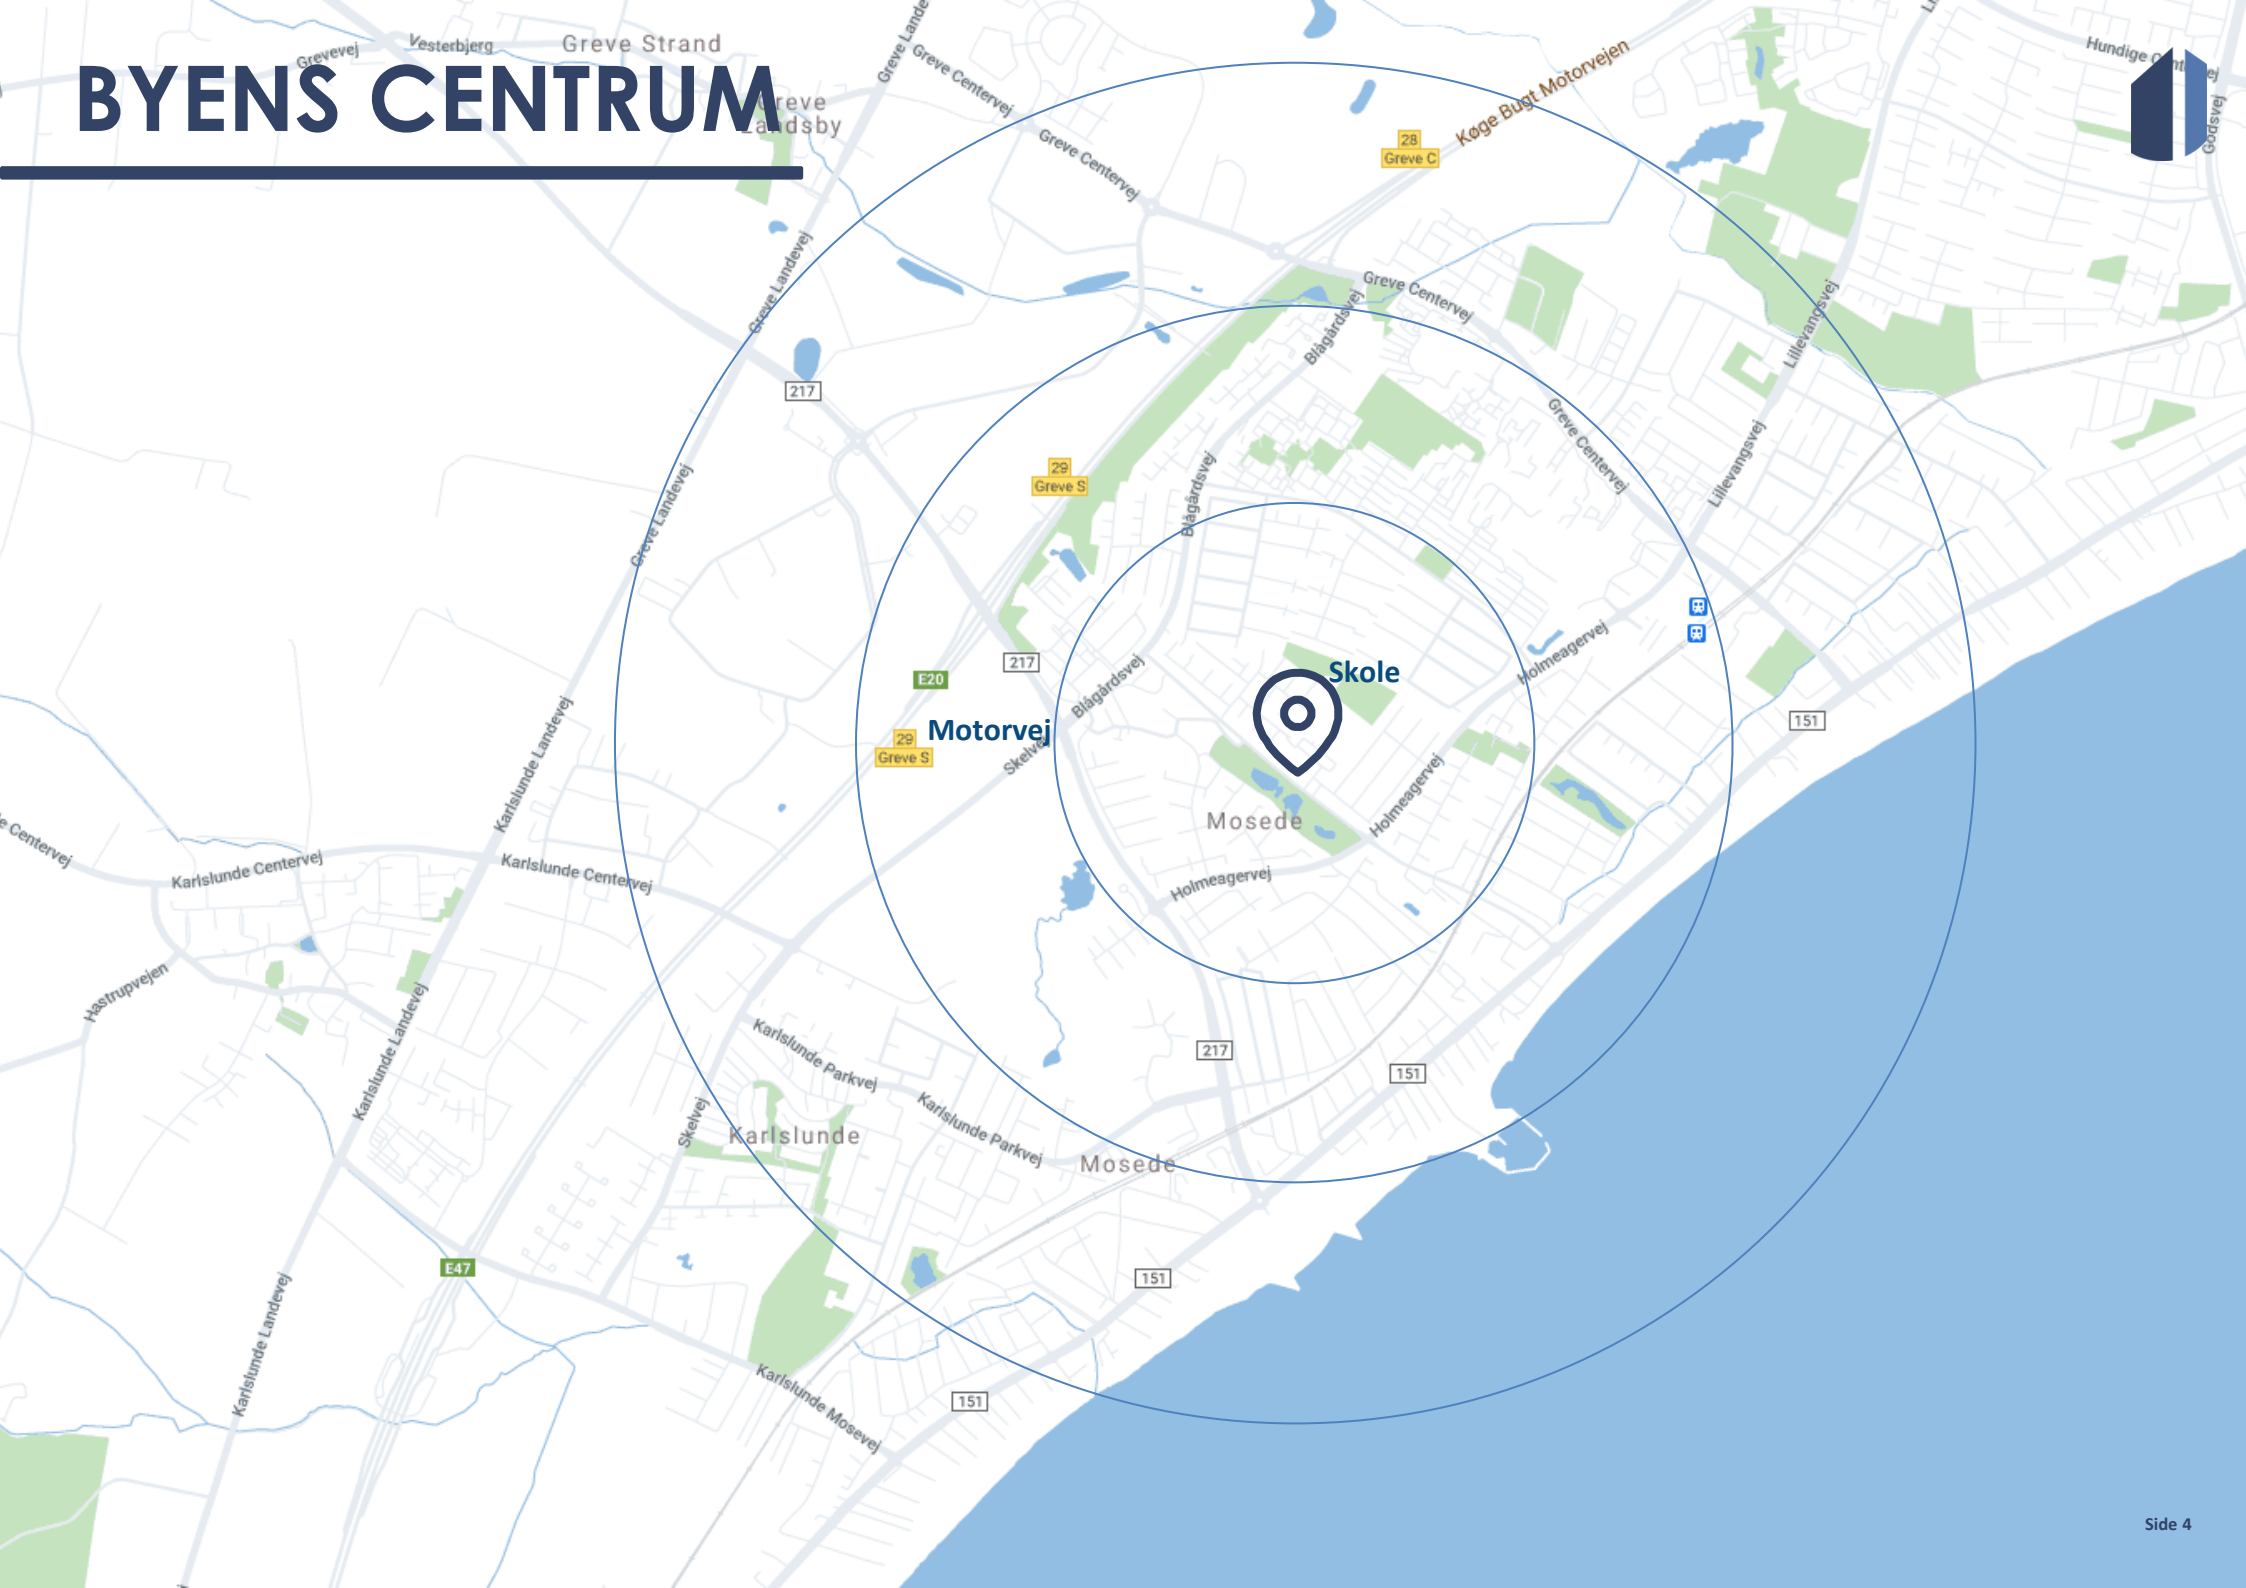 BYENS CENTRUM
Grevevej
Vesterbjerg
Greve Strand
Greve
Landsby
Greve Centervej
Greve Centervej
Køge Bugt Motorvejen
28
Greve C
Godsvej
Greve Landevej
Greve Centervej
Blågårdsvej
Lillevangsvej
217
Greve Centervej
Lillevangsvej
29
Greve S
Blågårdsvej
Greve Landevej
Holmeagervej
217
E20
Blågårdsvej
Skole
Motorvej
29
Greve S
Skelvej
151
Karlslunde Landevej
Holmeagervej
Mosede
Centervej
Karlslunde Centervej
Karlslunde Centervej
Holmeagervej
Hastrupvejen
Karlslunde Landevej
Karlslunde Parkvej
217
151
Skelvej
Karlslunde Parkvej
Karlslunde
Mosede
E47
151
Karlslunde Landevej
Karlslunde Mosevej
151
Side 4